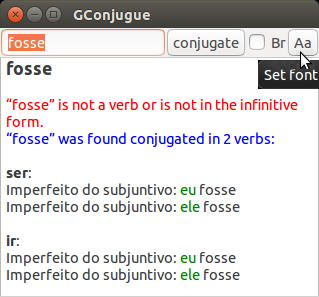 GConjugue
fosse conjugate Br Aa
fosse
Set font
“fosse” is not a verb or is not in the infinitive
form.
“fosse” was found conjugated in 2 verbs:
ser:
Imperfeito do subjuntivo: eu fosse
Imperfeito do subjuntivo: ele fosse
ir:
Imperfeito do subjuntivo: eu fosse
Imperfeito do subjuntivo: ele fosse